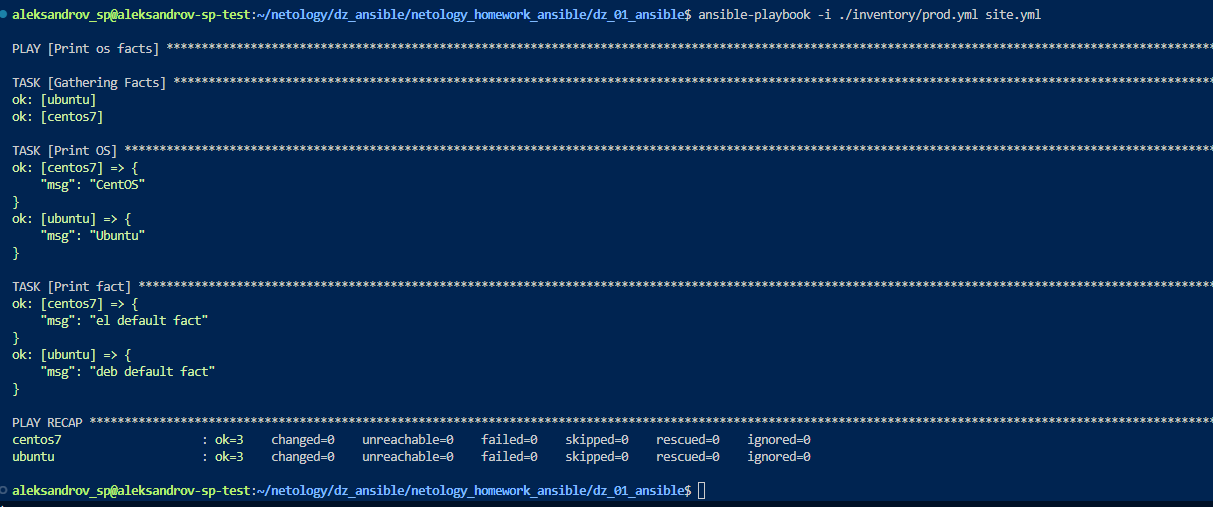 aleksandrov_sp@aleksandrov-sp-test:~/netology/dz_ansible/netology_homework_ansible/dz_01_ansible$ ansible-playbook -i ./inventory/prod.yml site.yml
PLAY [Print os facts] ****************************************************************************************************************************************************
TASK [Gathering Facts] ***************************************************************************************************************************************************
ok: [ubuntu]
ok: [centos7]
TASK [Print OS] **********************************************************************************************************************************************************
ok: [centos7] => {
    "msg": "CentOS"
}
ok: [ubuntu] => {
    "msg": "Ubuntu"
}
TASK [Print fact] ********************************************************************************************************************************************************
ok: [centos7] => {
    "msg": "el default fact"
}
ok: [ubuntu] => {
    "msg": "deb default fact"
}
PLAY RECAP ***************************************************************************************************************************************************************
centos7                    : ok=3    changed=0    unreachable=0    failed=0    skipped=0    rescued=0    ignored=0
ubuntu                     : ok=3    changed=0    unreachable=0    failed=0    skipped=0    rescued=0    ignored=0
aleksandrov_sp@aleksandrov-sp-test:~/netology/dz_ansible/netology_homework_ansible/dz_01_ansible$